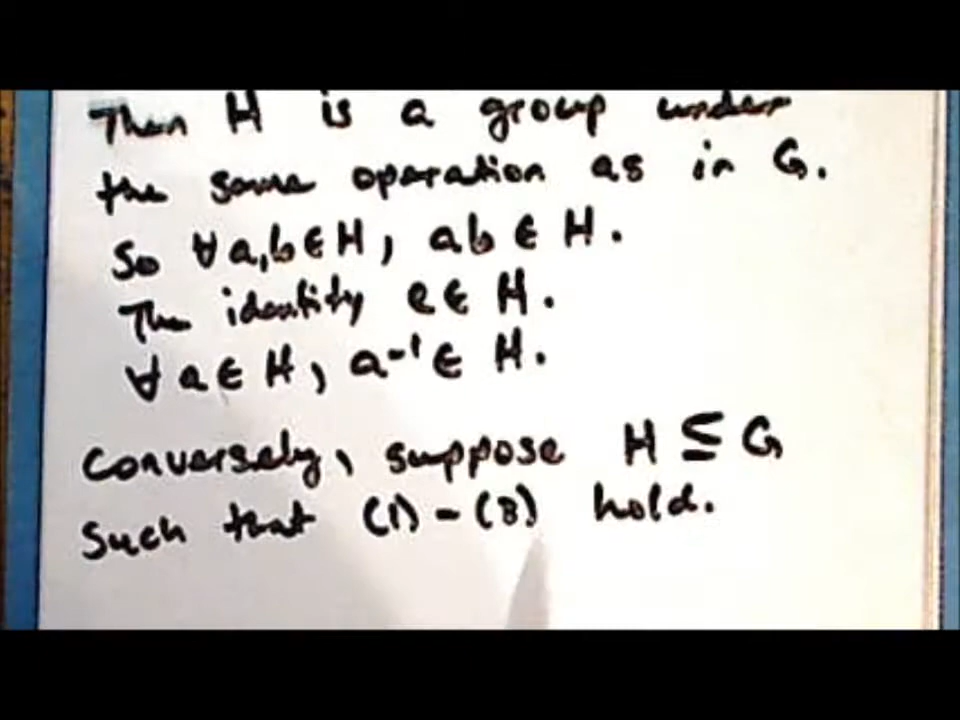 Then H is a group under
the same operation as in G.
So ∀ a,b ∈ H, ab ∈ H.
The identity e ∈ H.
∀ a ∈ H, a⁻¹ ∈ H.
Conversely, suppose H ⊆ G
such that (1) - (3) hold.